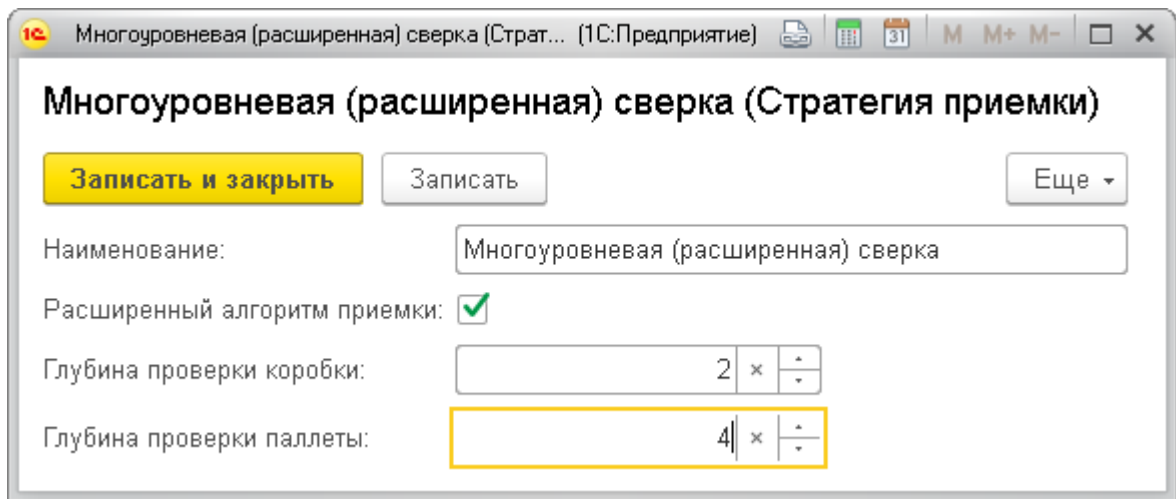 1С Многоуровневая (расширенная) сверка (Страт... (1С:Предприятие) 31 M M+ M-
Многоуровневая (расширенная) сверка (Стратегия приемки)
Записать и закрыть Записать Еще
Наименование: Многоуровневая (расширенная) сверка
Расширенный алгоритм приемки:
Глубина проверки коробки: 2
Глубина проверки паллеты: 4